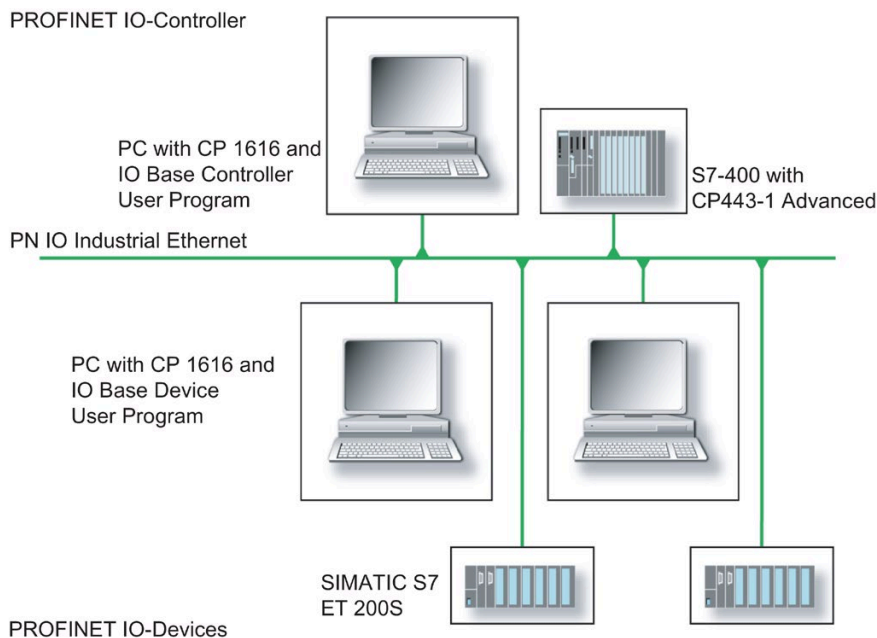 PROFINET IO-Controller
PC with CP 1616 and
IO Base Controller
User Program
S7-400 with
CP443-1 Advanced
PN IO Industrial Ethernet
PC with CP 1616 and
IO Base Device
User Program
SIMATIC S7
ET 200S
PROFINET IO-Devices